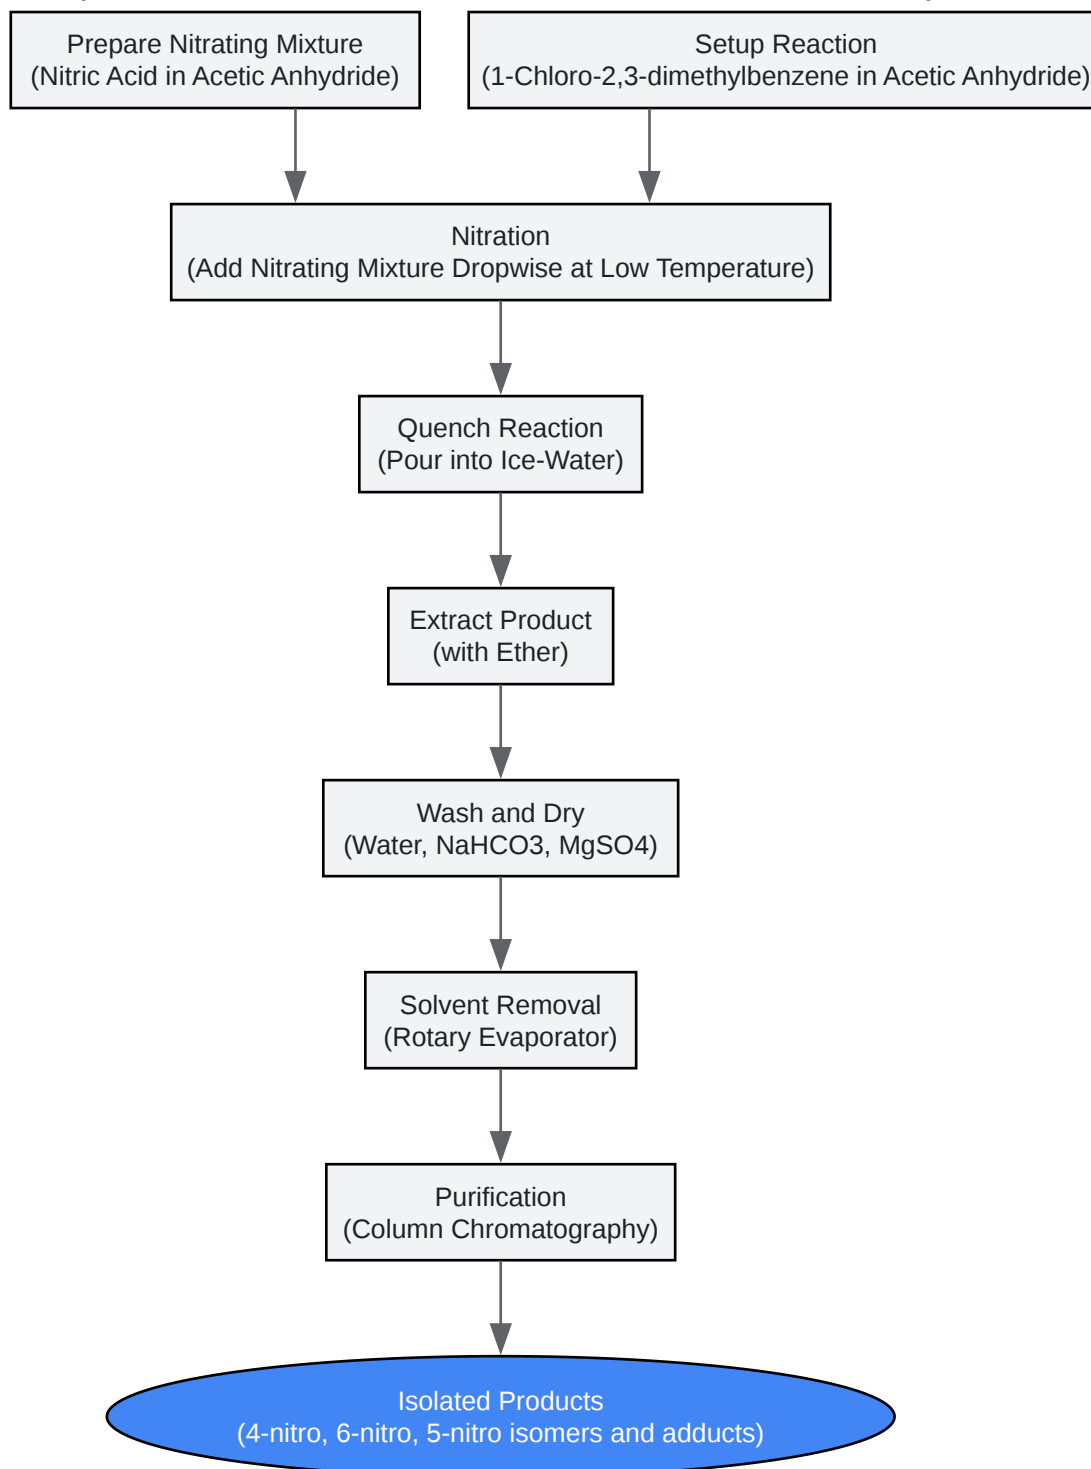 Prepare Nitrating Mixture
(Nitric Acid in Acetic Anhydride)
Setup Reaction
(1-Chloro-2,3-dimethylbenzene in Acetic Anhydride)
Nitration
(Add Nitrating Mixture Dropwise at Low Temperature)
Quench Reaction
(Pour into Ice-Water)
Extract Product
(with Ether)
Wash and Dry
(Water, NaHCO3, MgSO4)
Solvent Removal
(Rotary Evaporator)
Purification
(Column Chromatography)
Isolated Products
(4-nitro, 6-nitro, 5-nitro isomers and adducts)